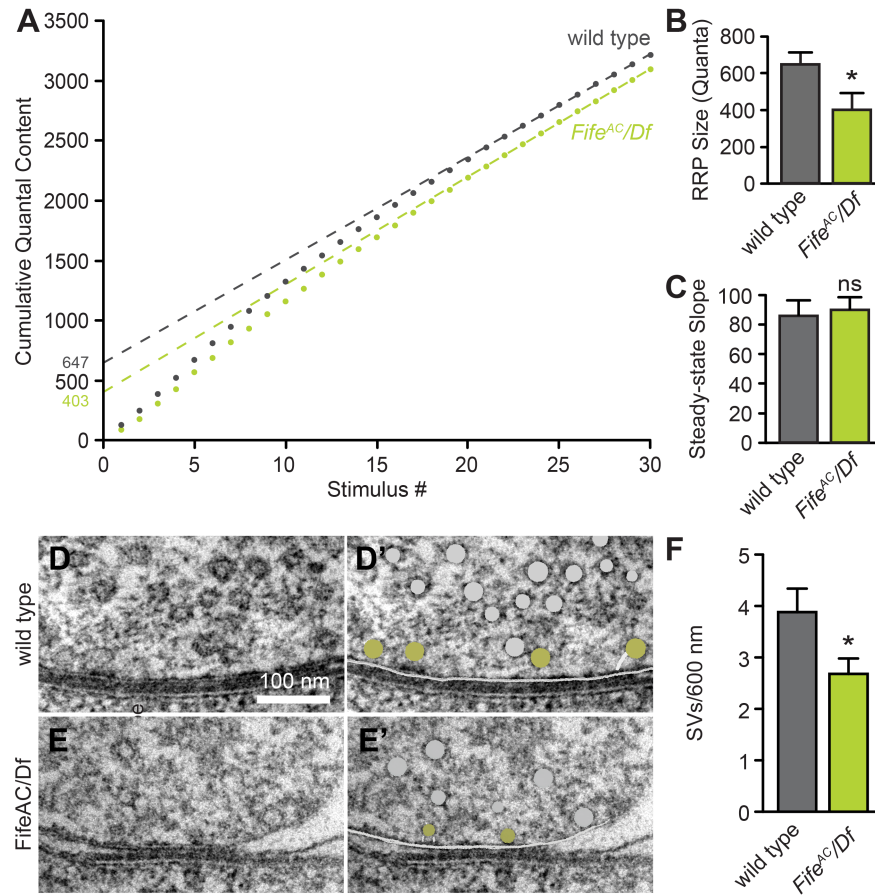 A
Cumulative Quantal Content
3500
3000
2500
2000
1500
1000
647
500
403
0
0
5
10
15
20
25
30
Stimulus #
wild type
Fife^AC/Df
B
RRP Size (Quanta)
800
600
400
200
0
*
wild type
Fife^AC/Df
C
Steady-state Slope
100
80
60
40
20
0
ns
wild type
Fife^AC/Df
D
D'
wild type
100 nm
E
E'
FifeAC/Df
F
SVs/600 nm
5
4
3
2
1
0
*
wild type
Fife^AC/Df